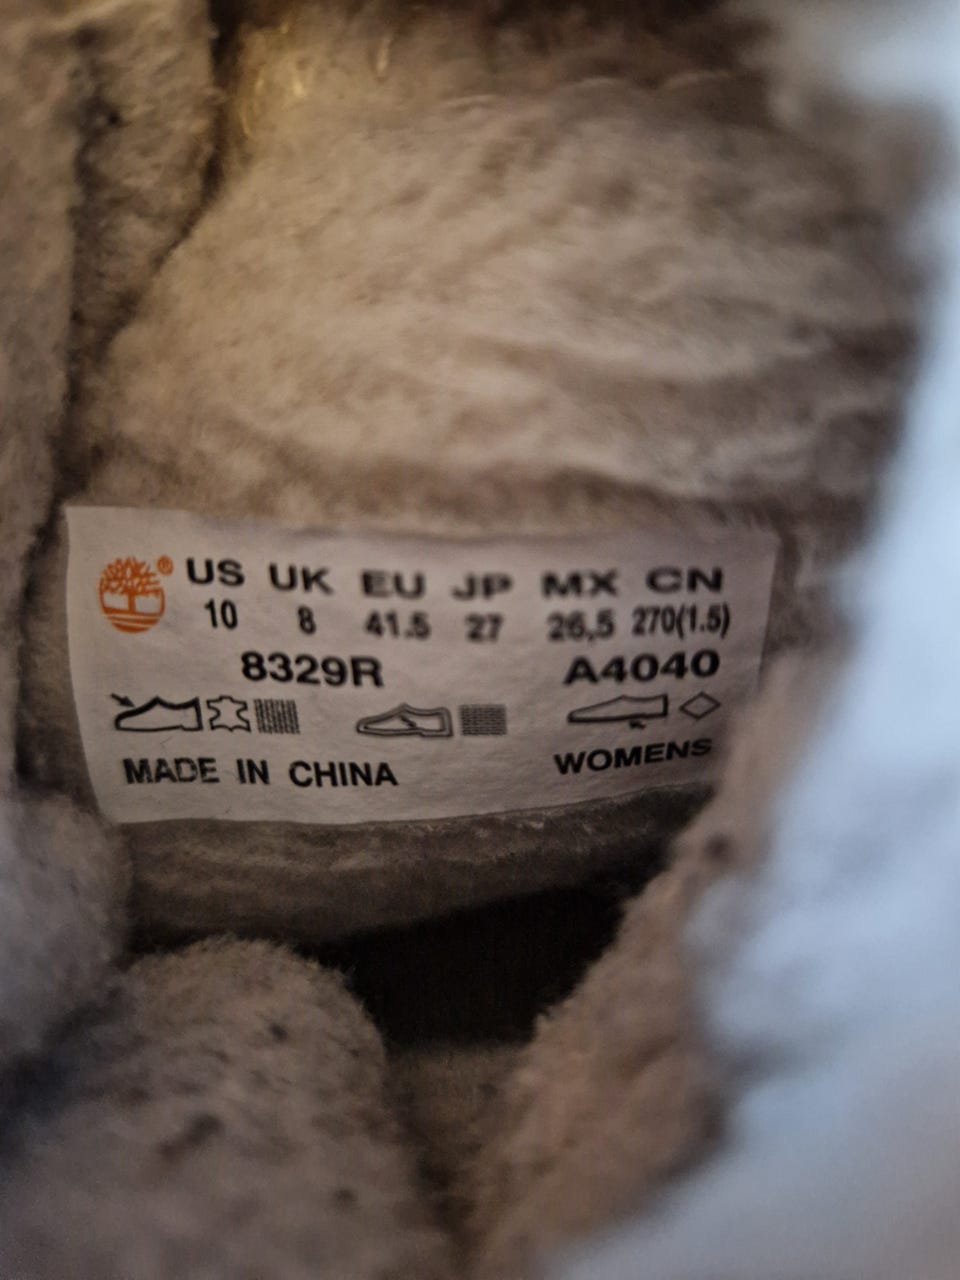 ® US UK EU JP MX CN
10 8 41.5 27 26,5 270(1.5)
8329R A4040
MADE IN CHINA WOMENS